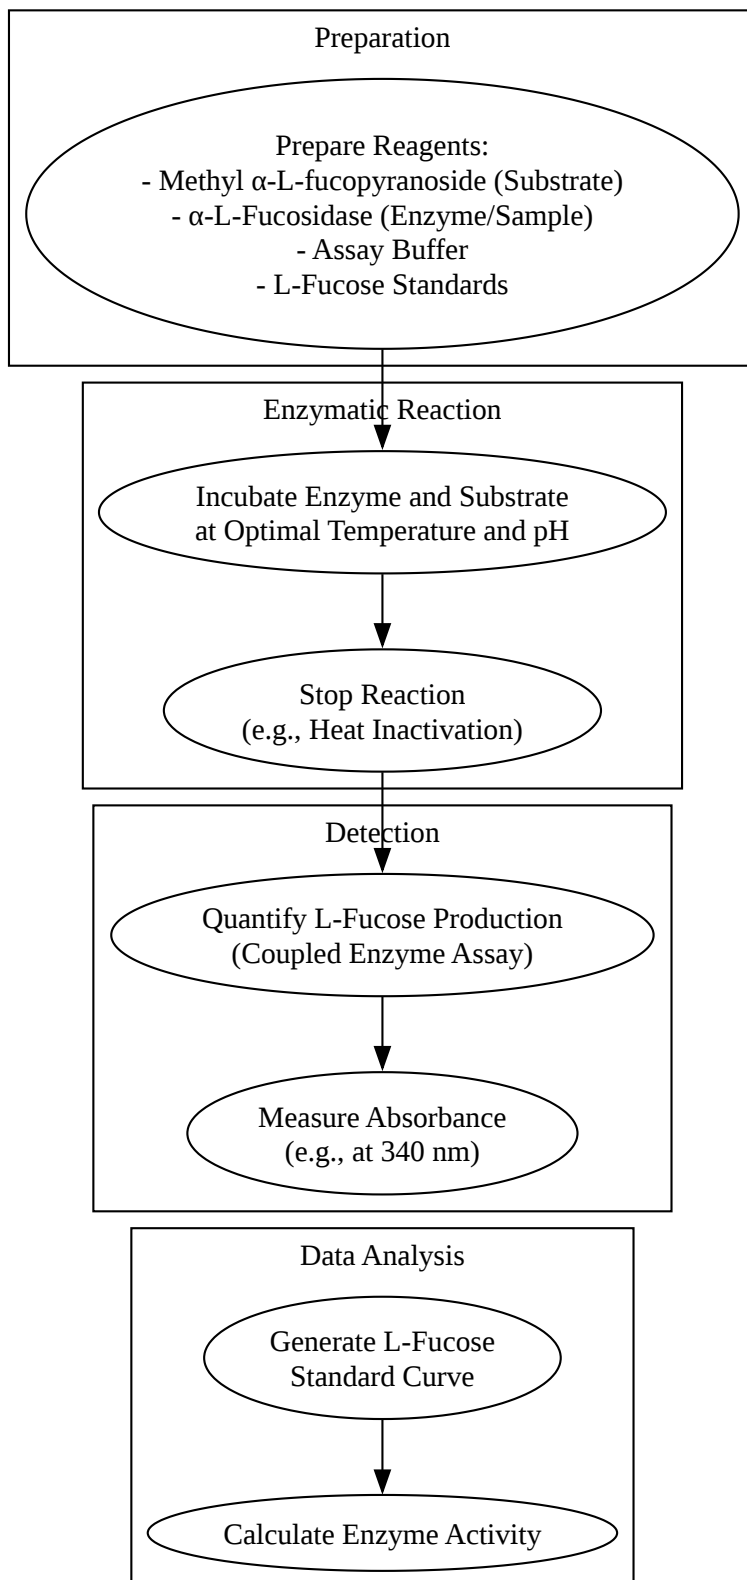 Preparation
Prepare Reagents:
- Methyl α-L-fucopyranoside (Substrate)
- α-L-Fucosidase (Enzyme/Sample)
- Assay Buffer
- L-Fucose Standards
Enzymatic Reaction
Incubate Enzyme and Substrate
at Optimal Temperature and pH
Stop Reaction
(e.g., Heat Inactivation)
Detection
Quantify L-Fucose Production
(Coupled Enzyme Assay)
Measure Absorbance
(e.g., at 340 nm)
Data Analysis
Generate L-Fucose
Standard Curve
Calculate Enzyme Activity